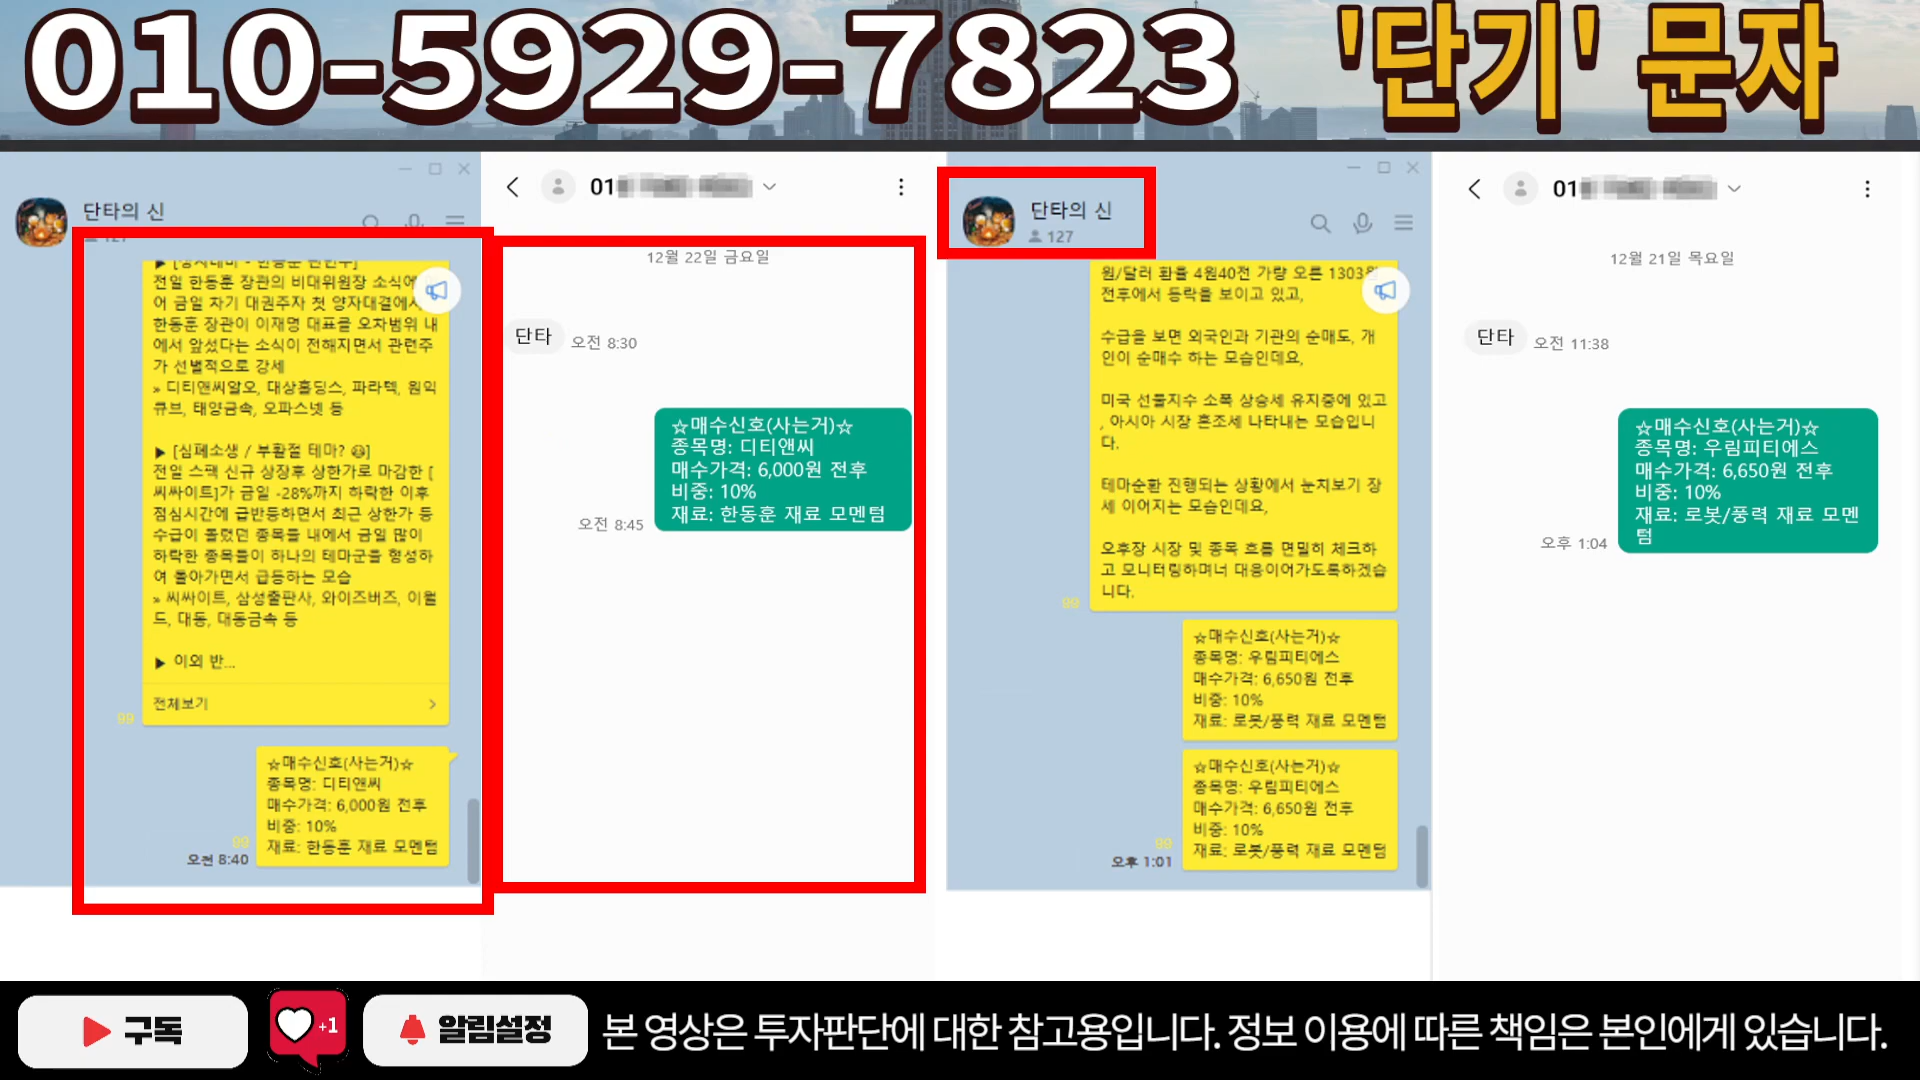 010-5929-7823 '단기' 문자
단타의 신
127
전일 한동훈 장관의 비대위원장 소식에
어 금일 차기 대권주자 첫 양자대결에서
한동훈 장관이 이재명 대표를 오차범위 내
에서 앞섰다는 소식이 전해지면서 관련주
가 선별적으로 강세
» 디티앤씨알오, 대상홀딩스, 파라텍, 원익
큐브, 태양금속, 오파스넷 등
▶ [심폐소생 / 부활절 테마? 😆]
전일 스팩 신규 상장후 상한가로 마감한 [
씨싸이트]가 금일 -28%까지 하락한 이후
점심시간에 급반등하면서 최근 상한가 등
수급이 몰렸던 종목들 내에서 금일 많이
하락한 종목들이 하나의 테마군을 형성하
여 돌아가면서 급등하는 모습
» 씨싸이트, 삼성출판사, 와이즈버즈, 이월
드, 대동, 대동금속 등
▶ 이외 반...
전체보기
99
☆매수신호(사는거)☆
종목명: 디티앤씨
매수가격: 6,000원 전후
비중: 10%
재료: 한동훈 재료 모멘텀
99
오전 8:40
01
12월 22일 금요일
단타
오전 8:30
☆매수신호(사는거)☆
종목명: 디티앤씨
매수가격: 6,000원 전후
비중: 10%
재료: 한동훈 재료 모멘텀
오전 8:45
단타의 신
127
원/달러 환율 4원40전 가량 오른 1303원
전후에서 등락을 보이고 있고,
수급을 보면 외국인과 기관의 순매도, 개
인이 순매수 하는 모습인데요,
미국 선물지수 소폭 상승세 유지중에 있고
, 아시아 시장 혼조세 나타내는 모습입니
다.
테마순환 진행되는 상황에서 눈치보기 장
세 이어지는 모습인데요,
오후장 시장 및 종목 흐름 면밀히 체크하
고 모니터링하며너 대응이어가도록하겠습
니다.
99
☆매수신호(사는거)☆
종목명: 우림피티에스
매수가격: 6,650원 전후
비중: 10%
재료: 로봇/풍력 재료 모멘텀
☆매수신호(사는거)☆
종목명: 우림피티에스
매수가격: 6,650원 전후
비중: 10%
재료: 로봇/풍력 재료 모멘텀
99
오후 1:01
01
12월 21일 목요일
단타
오전 11:38
☆매수신호(사는거)☆
종목명: 우림피티에스
매수가격: 6,650원 전후
비중: 10%
재료: 로봇/풍력 재료 모멘
텀
오후 1:04
구독
+1
알림설정
본 영상은 투자판단에 대한 참고용입니다. 정보 이용에 따른 책임은 본인에게 있습니다.